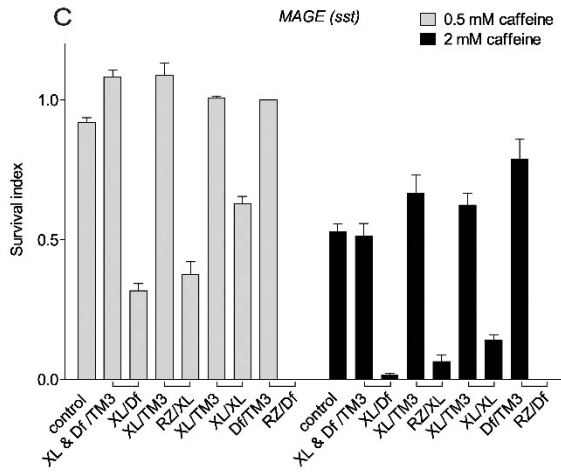 C
MAGE (sst)
0.5 mM caffeine
2 mM caffeine
Survival index
1.0
0.5
0.0
control
XL & Df /TM3
XL/Df
XL/TM3
RZ/XL
XL/TM3
XL/XL
Df/TM3
RZ/Df
control
XL & Df /TM3
XL/Df
XL/TM3
RZ/XL
XL/TM3
XL/XL
Df/TM3
RZ/Df